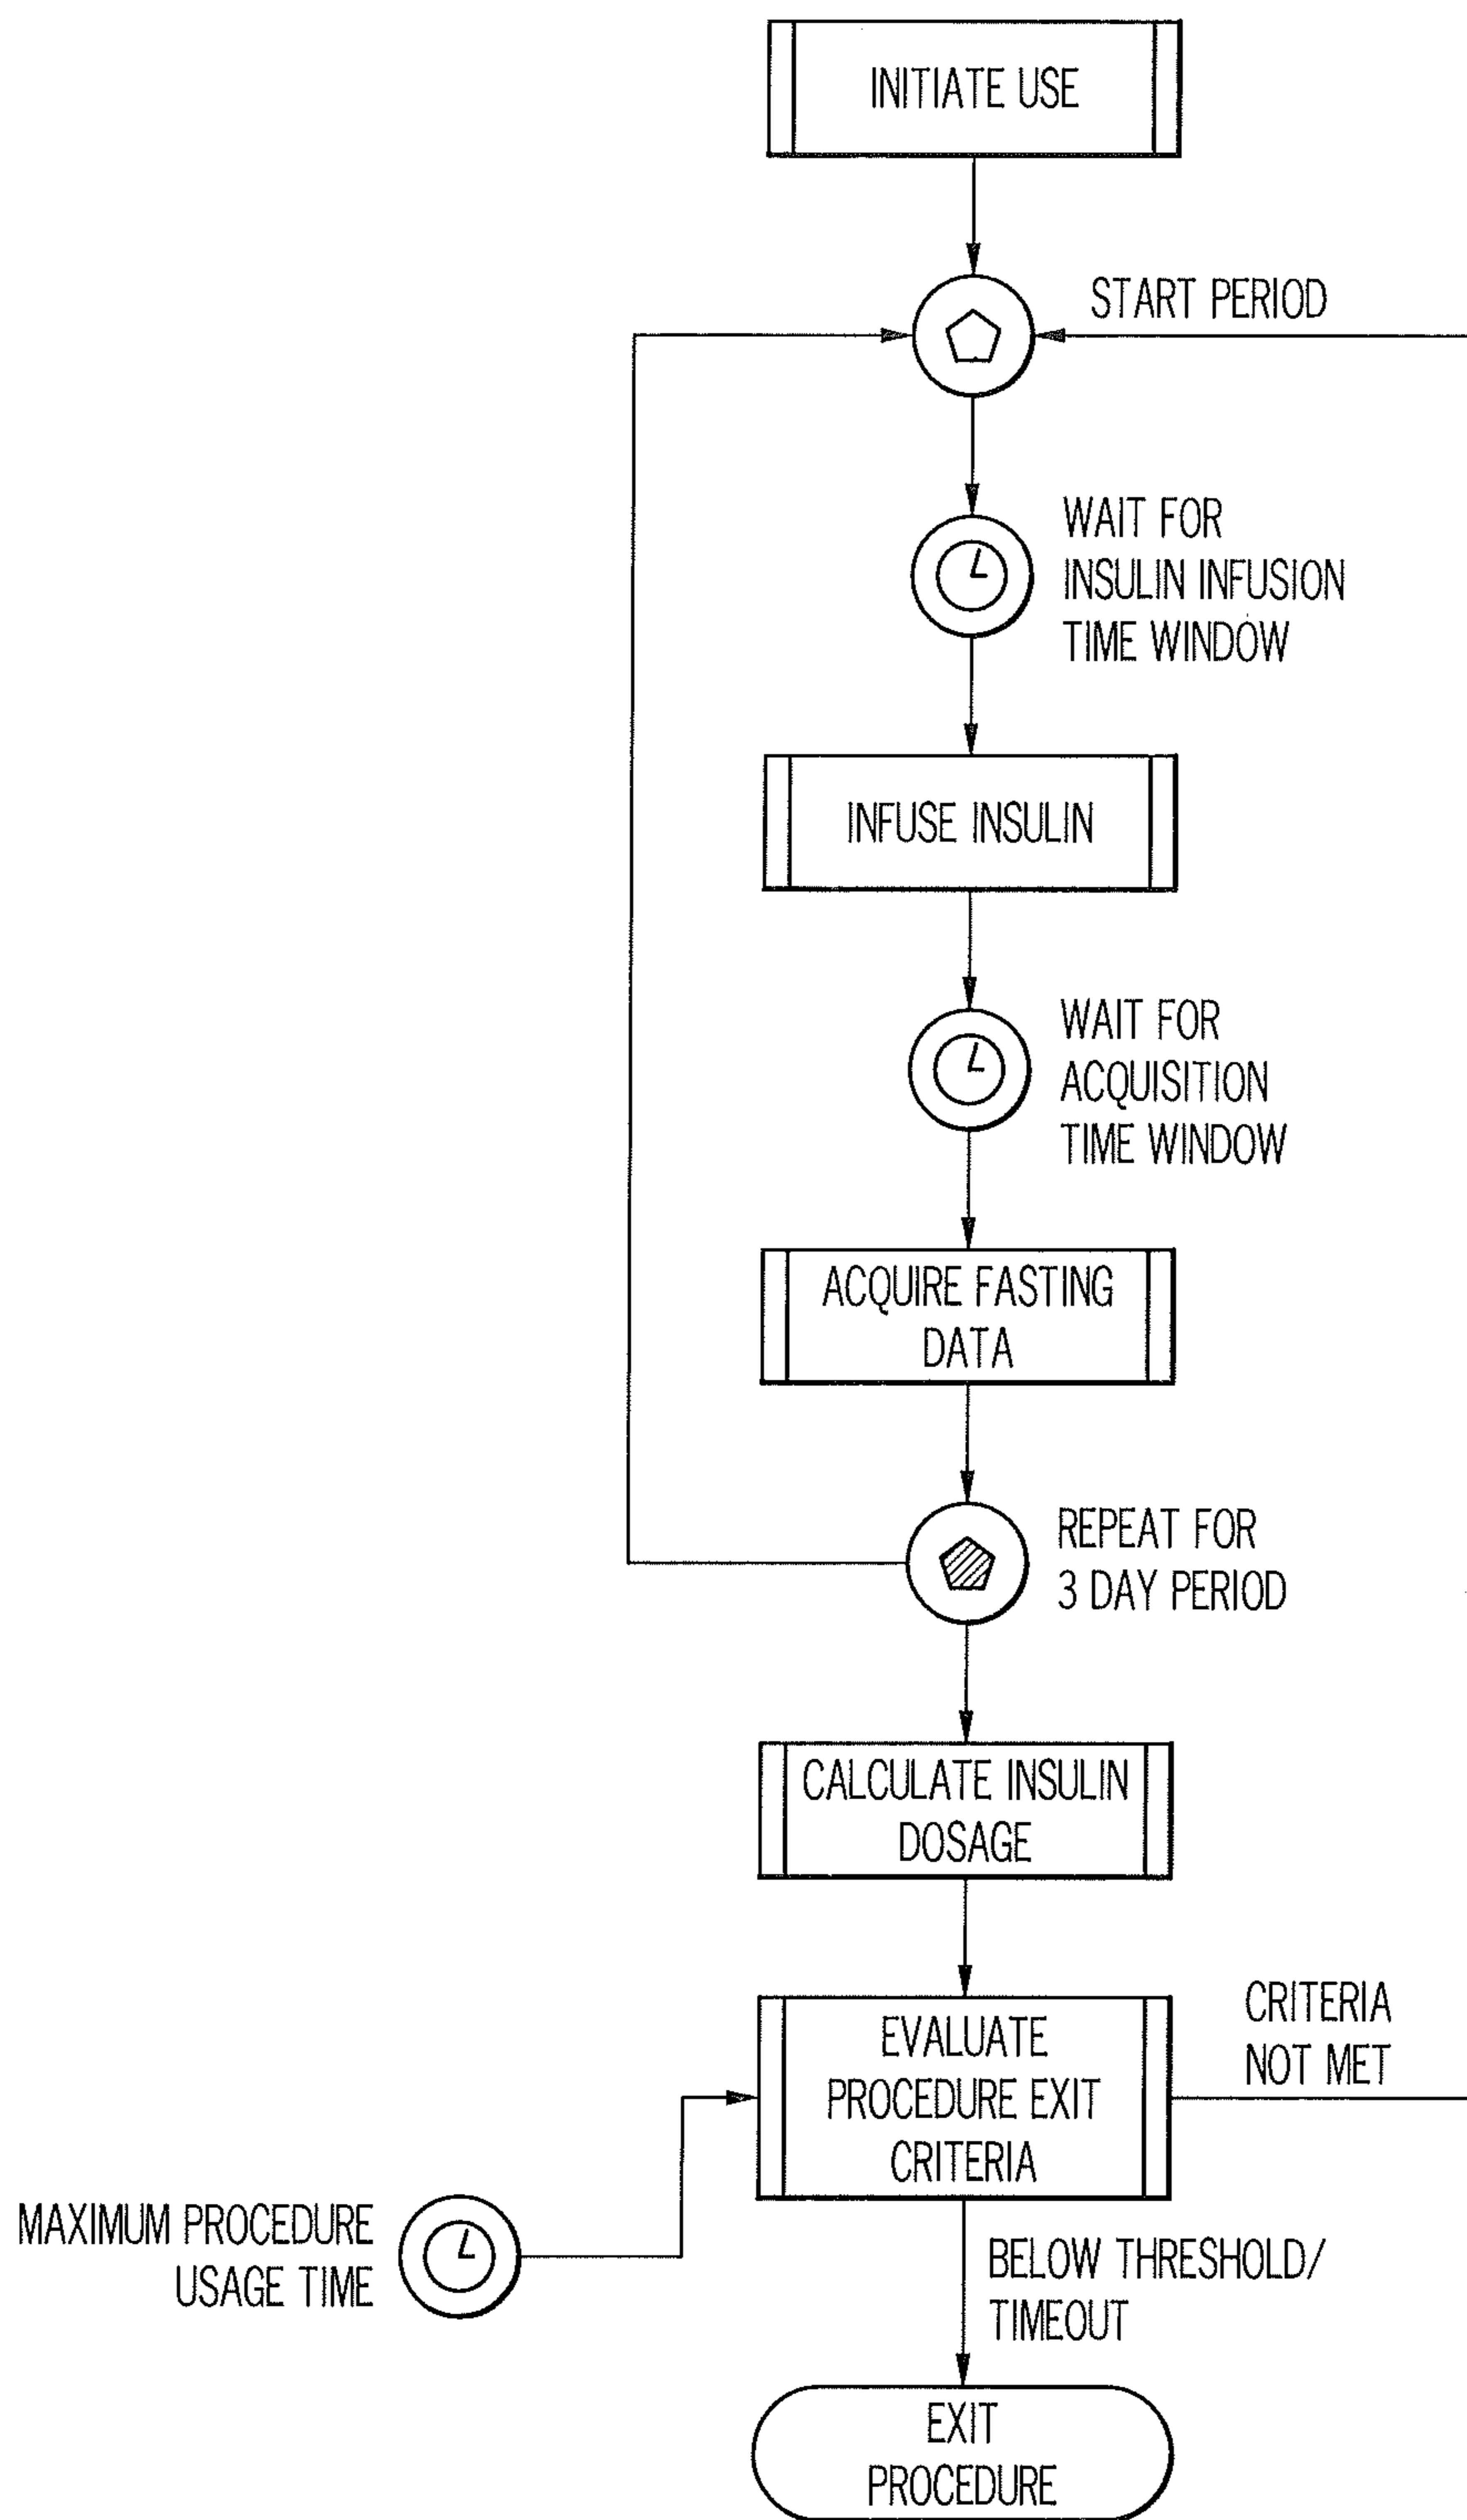 INITIATE USE
START PERIOD
WAIT FOR
INSULIN INFUSION
TIME WINDOW
INFUSE INSULIN
WAIT FOR
ACQUISITION
TIME WINDOW
ACQUIRE FASTING
DATA
REPEAT FOR
3 DAY PERIOD
CALCULATE INSULIN
DOSAGE
EVALUATE
PROCEDURE EXIT
CRITERIA
CRITERIA
NOT MET
MAXIMUM PROCEDURE
USAGE TIME
BELOW THRESHOLD/
TIMEOUT
EXIT
PROCEDURE